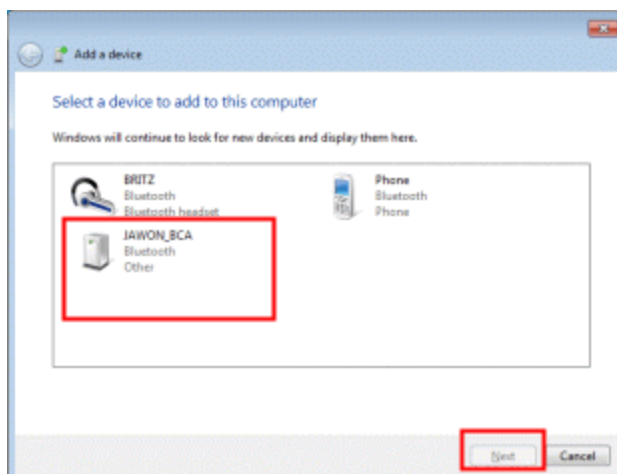 Add a device
Select a device to add to this computer
Windows will continue to look for new devices and display them here.
BRITZ
Bluetooth
Bluetooth headset
Phone
Bluetooth
Phone
JAWON_BCA
Bluetooth
Other
Next
Cancel